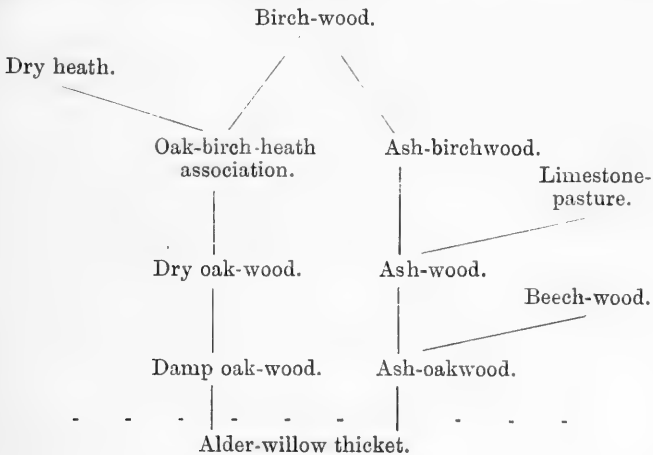 Birch-wood.
Dry heath.
Oak-birch-heath
association.
Ash-birchwood.
Limestone-
pasture.
Dry oak-wood.
Ash-wood.
Beech-wood.
Damp oak-wood.
Ash-oakwood.
Alder-willow thicket.